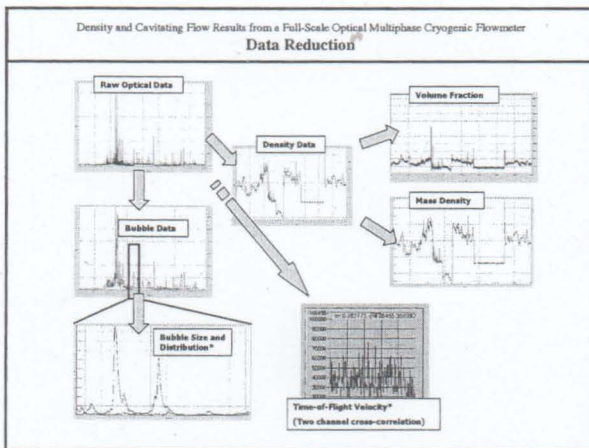 Density and Cavitating Flow Results from a Full-Scale Optical Multiphase Cryogenic Flowmeter
Data Reduction
Raw Optical Data
Volume Fraction
Density Data
Mass Density
Bubble Data
Bubble Size and
Distribution*
Time-of-Flight Velocity*
(Two channel cross-correlation)